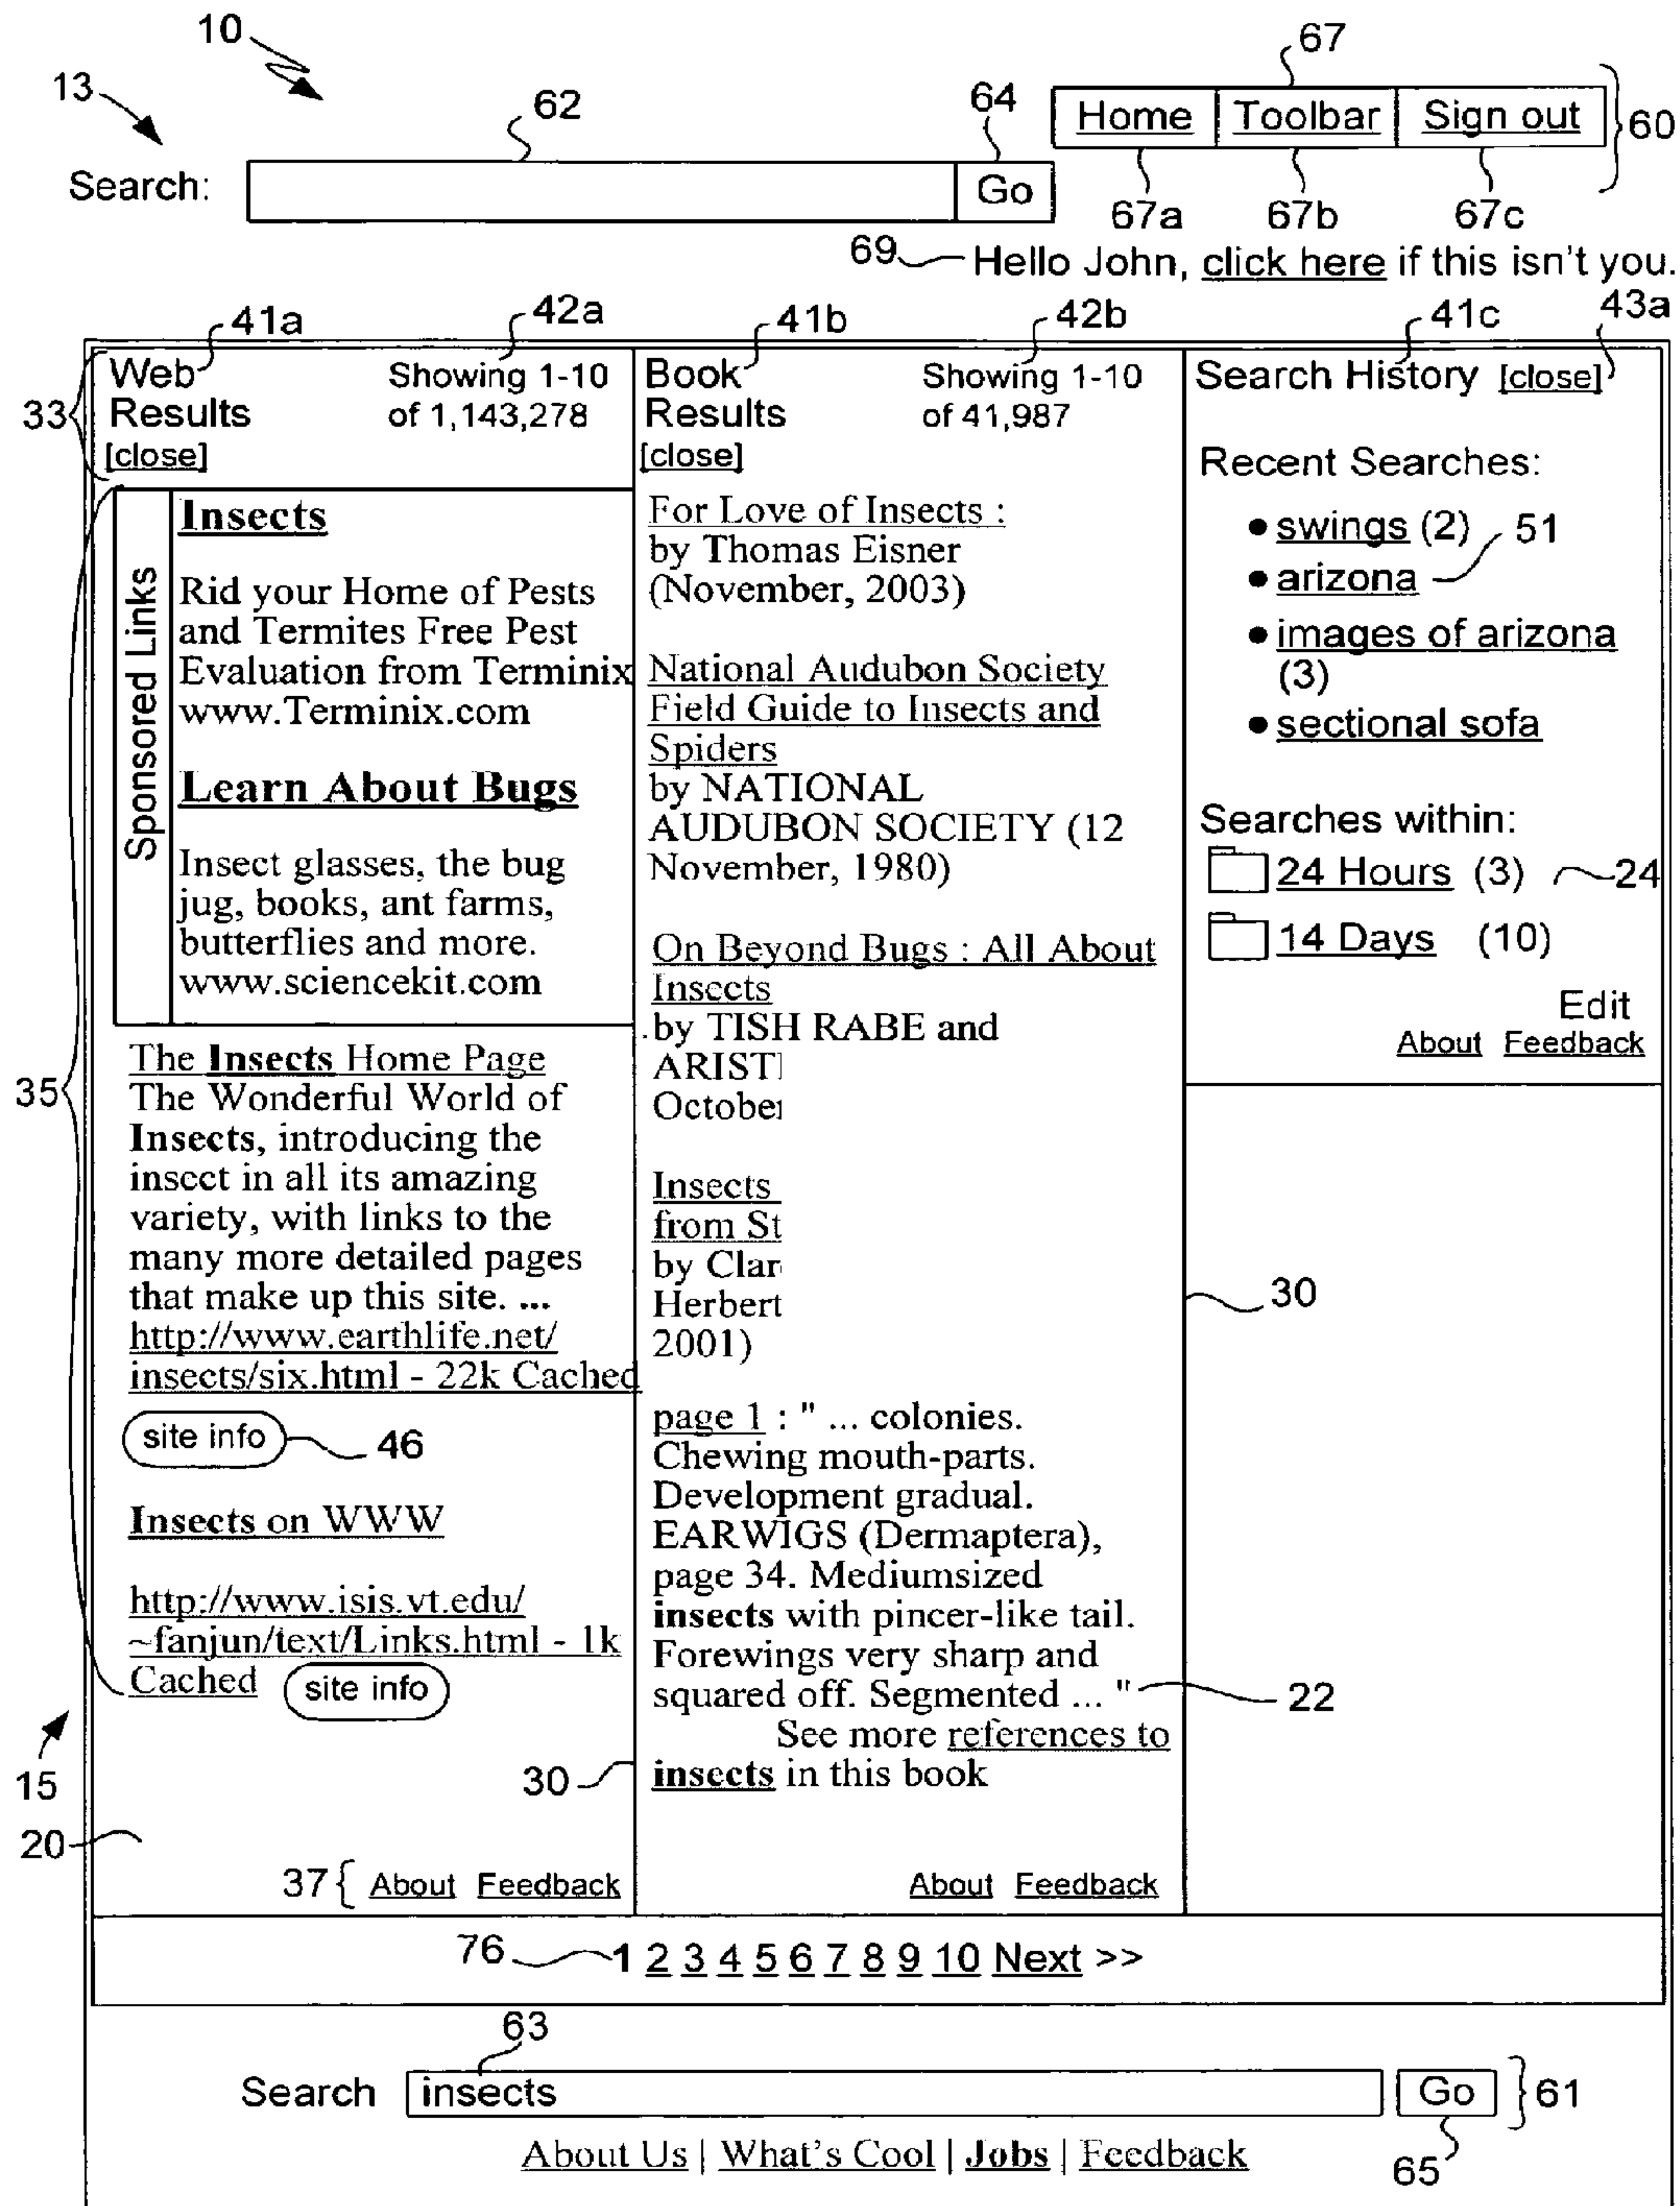 10
13
62
64
67
Home Toolbar Sign out
60
Search:
Go
67a 67b 67c
69
Hello John, click here if this isn't you.
41a 42a 41b 42b 41c 43a
33
Web
Results
[close]
Showing 1-10
of 1,143,278
35
Sponsored Links
Insects
Rid your Home of Pests
and Termites Free Pest
Evaluation from Terminix
www.Terminix.com
Learn About Bugs
Insect glasses, the bug
jug, books, ant farms,
butterflies and more.
www.sciencekit.com
The Insects Home Page
The Wonderful World of
Insects, introducing the
insect in all its amazing
variety, with links to the
many more detailed pages
that make up this site. ...
http://www.earthlife.net/
insects/six.html - 22k Cached
site info
46
Insects on WWW
http://www.isis.vt.edu/
~fanjun/text/Links.html - 1k
Cached site info
15
20
30
37
About Feedback
Book
Results
[close]
Showing 1-10
of 41,987
For Love of Insects :
by Thomas Eisner
(November, 2003)
National Audubon Society
Field Guide to Insects and
Spiders
by NATIONAL
AUDUBON SOCIETY (12
November, 1980)
On Beyond Bugs : All About
Insects
by TISH RABE and
ARIST
Octobe
Insects
from St
by Clar
Herbert
2001)
page 1 : " ... colonies.
Chewing mouth-parts.
Development gradual.
EARWIGS (Dermaptera),
page 34. Mediumsized
insects with pincer-like tail.
Forewings very sharp and
squared off. Segmented ... "
22
See more references to
insects in this book
About Feedback
Search History [close]
Recent Searches:
• swings (2)
51
• arizona
• images of arizona
(3)
• sectional sofa
Searches within:
24 Hours (3)
24
14 Days (10)
Edit
About Feedback
30
76
1 2 3 4 5 6 7 8 9 10 Next >>
63
Search insects Go
61
65
About Us | What's Cool | Jobs | Feedback